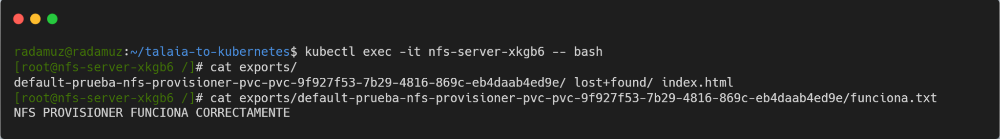 radamuz@radamuz:~/talaia-to-kubernetes$ kubectl exec -it nfs-server-xkgb6 -- bash
[root@nfs-server-xkgb6 /]# cat exports/
default-prueba-nfs-provisioner-pvc-pvc-9f927f53-7b29-4816-869c-eb4daab4ed9e/ lost+found/ index.html
[root@nfs-server-xkgb6 /]# cat exports/default-prueba-nfs-provisioner-pvc-pvc-9f927f53-7b29-4816-869c-eb4daab4ed9e/funciona.txt
NFS PROVISIONER FUNCIONA CORRECTAMENTE